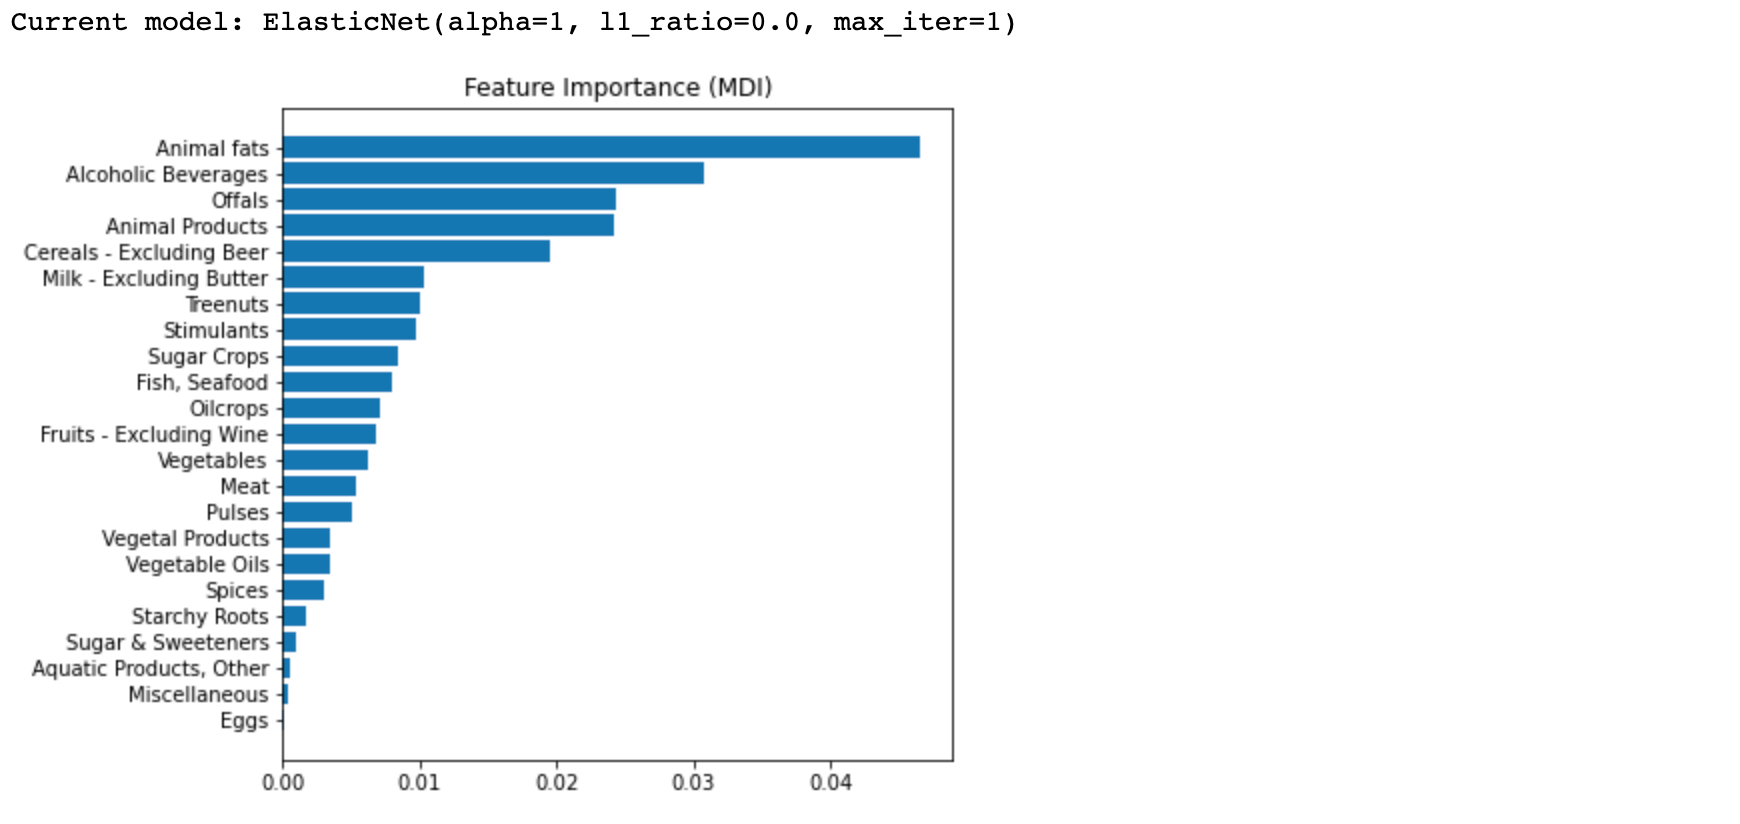 Current model: ElasticNet(alpha=1, l1_ratio=0.0, max_iter=1)
Feature Importance (MDI)
Animal fats
Alcoholic Beverages
Offals
Animal Products
Cereals - Excluding Beer
Milk - Excluding Butter
Treenuts
Stimulants
Sugar Crops
Fish, Seafood
Oilcrops
Fruits - Excluding Wine
Vegetables
Meat
Pulses
Vegetal Products
Vegetable Oils
Spices
Starchy Roots
Sugar & Sweeteners
Aquatic Products, Other
Miscellaneous
Eggs
0.00 0.01 0.02 0.03 0.04